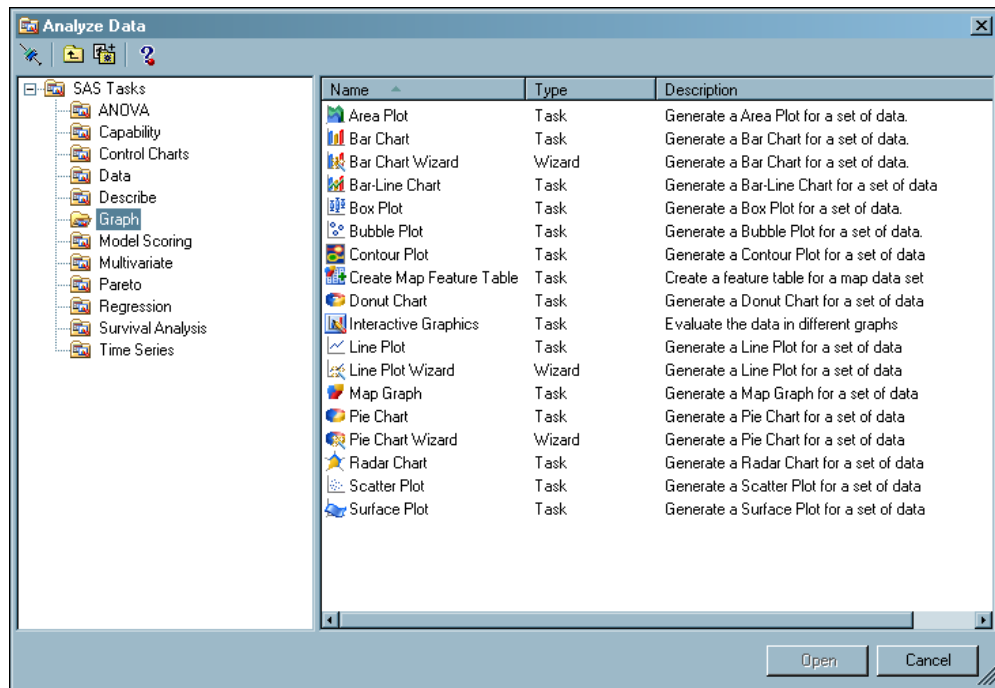 Analyze Data
SAS Tasks
ANOVA
Capability
Control Charts
Data
Describe
Graph
Model Scoring
Multivariate
Pareto
Regression
Survival Analysis
Time Series
Name Type Description
Area Plot Task Generate a Area Plot for a set of data.
Bar Chart Task Generate a Bar Chart for a set of data.
Bar Chart Wizard Wizard Generate a Bar Chart for a set of data.
Bar-Line Chart Task Generate a Bar-Line Chart for a set of data
Box Plot Task Generate a Box Plot for a set of data.
Bubble Plot Task Generate a Bubble Plot for a set of data.
Contour Plot Task Generate a Contour Plot for a set of data
Create Map Feature Table Task Create a feature table for a map data set
Donut Chart Task Generate a Donut Chart for a set of data
Interactive Graphics Task Evaluate the data in different graphs
Line Plot Task Generate a Line Plot for a set of data
Line Plot Wizard Wizard Generate a Line Plot for a set of data
Map Graph Task Generate a Map Graph for a set of data
Pie Chart Task Generate a Pie Chart for a set of data
Pie Chart Wizard Wizard Generate a Pie Chart for a set of data
Radar Chart Task Generate a Radar Chart for a set of data
Scatter Plot Task Generate a Scatter Plot for a set of data
Surface Plot Task Generate a Surface Plot for a set of data
Open Cancel